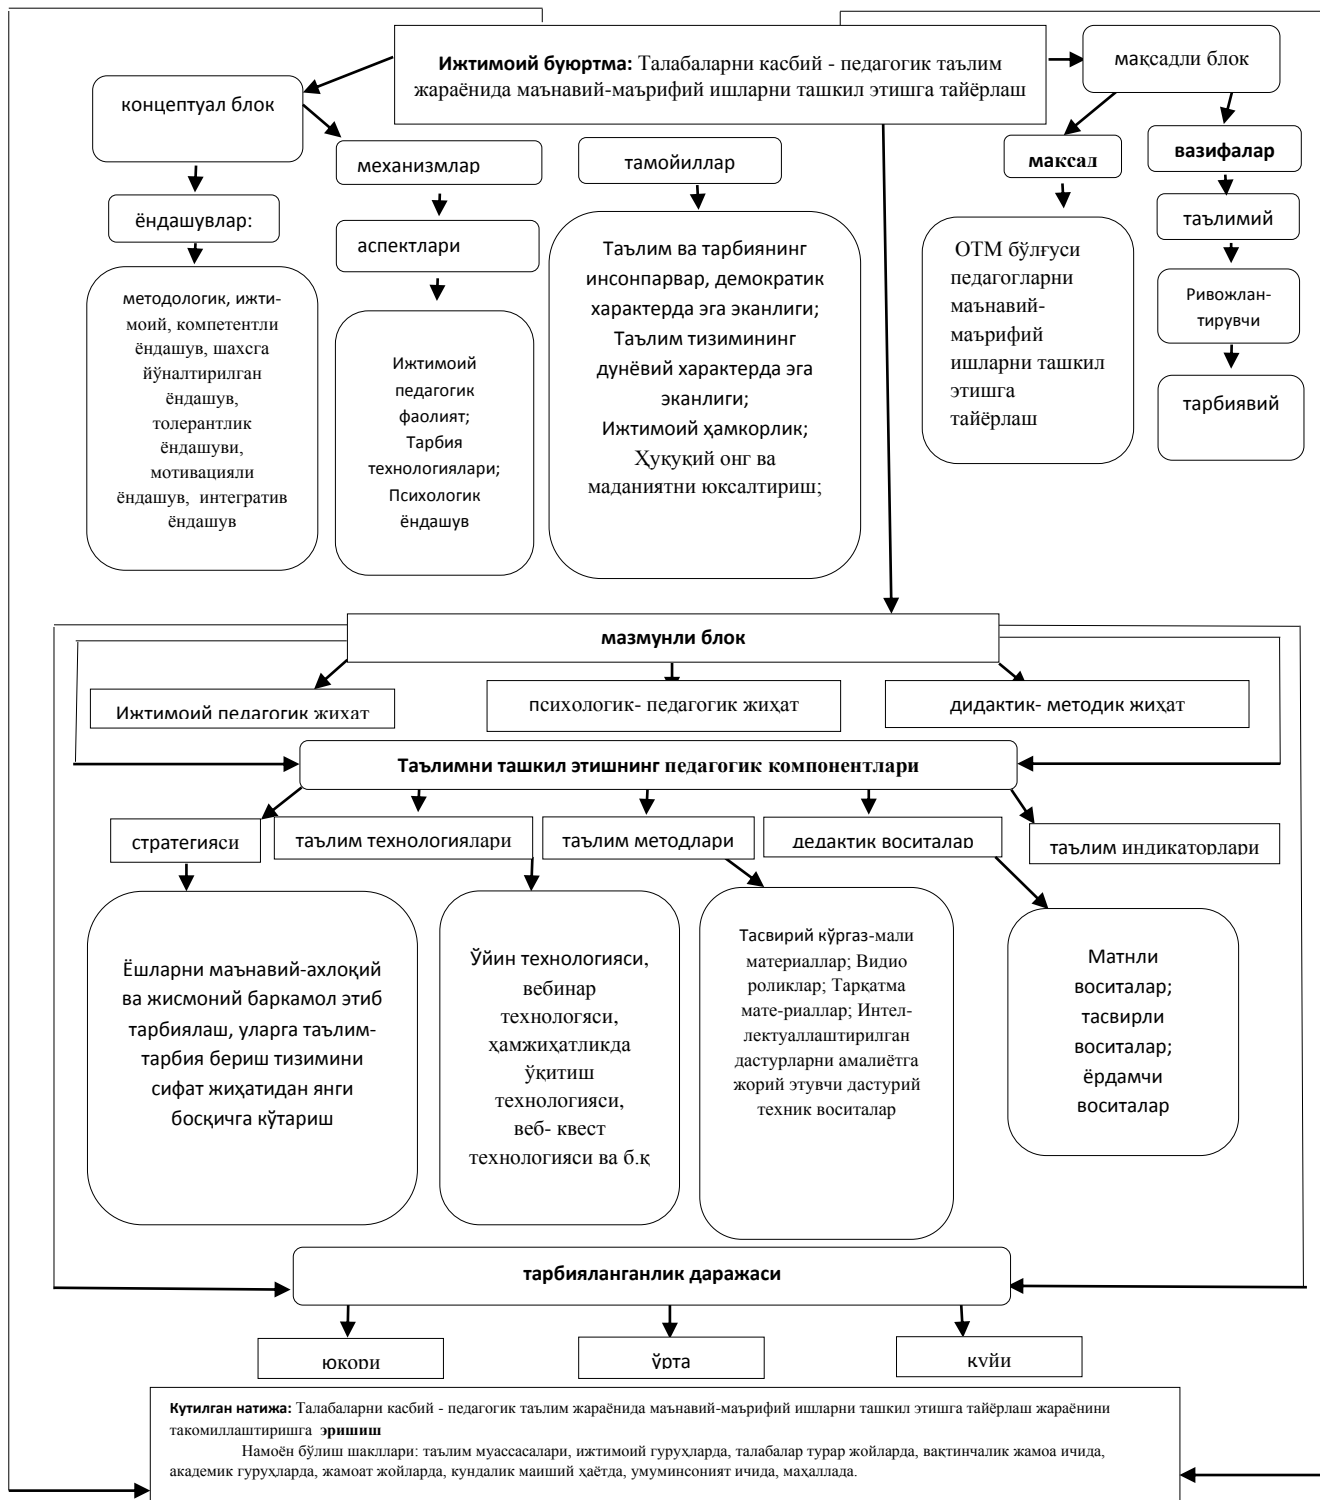 Ижтимоий буюртма: Талабаларни касбий - педагогик таълим
жараёнида маънавий-маърифий ишларни ташкил этишга тайёрлаш
мақсадли блок
концептуал блок
механизмлар
тамойиллар
мақсад
вазифалар
ёндашувлар:
аспектлари
таълимий
методологик, ижти-
моий, компетентли
ёндашув, шахсга
йўналтирилган
ёндашув,
толерантлик
ёндашуви,
мотивацияли
ёндашув, интегратив
ёндашув
Ижтимоий
педагогик
фаолият;
Тарбия
технологиялари;
Психологик
ёндашув
Таълим ва тарбиянинг
инсонпарвар, демократик
характерда эга эканлиги;
Таълим тизимининг
дунёвий характерда эга
эканлиги;
Ижтимоий ҳамкорлик;
Ҳуқуқий онг ва
маданиятни юксалтириш;
ОТМ бўлғуси
педагогларни
маънавий-
маърифий
ишларни ташкил
этишга
тайёрлаш
Ривожлан-
тирувчи
тарбиявий
мазмунли блок
Ижтимоий педагогик жиҳат
психологик- педагогик жиҳат
дидактик- методик жиҳат
Таълимни ташкил этишнинг педагогик компонентлари
стратегияси
таълим технологиялари
таълим методлари
дедактик воситалар
таълим индикаторлари
Ёшларни маънавий-ахлоқий
ва жисмоний баркамол этиб
тарбиялаш, уларга таълим-
тарбия бериш тизимини
сифат жиҳатидан янги
босқичга кўтариш
Ўйин технологияси,
вебинар
технологяси,
ҳамжиҳатликда
ўқитиш
технологияси,
веб- квест
технологияси ва б.қ
Тасвирий кўргаз-мали
материаллар; Видио
роликлар; Тарқатма
мате-риаллар; Интел-
лектуаллаштирилган
дастурларни амалиётга
жорий этувчи дастурий
техник воситалар
Матнли
воситалар;
тасвирли
воситалар;
ёрдамчи
воситалар
тарбияланганлик даражаси
юқори
ўрта
қуйи
Кутилган натижа: Талабаларни касбий - педагогик таълим жараёнида маънавий-маърифий ишларни ташкил этишга тайёрлаш жараёнини
такомиллаштиришга эришиш
Намоён бўлиш шакллари: таълим муассасалари, ижтимоий гуруҳларда, талабалар турар жойларда, вақтинчалик жамоа ичида,
академик гуруҳларда, жамоат жойларда, кундалик маиший ҳаётда, умуминсоният ичида, маҳаллада.